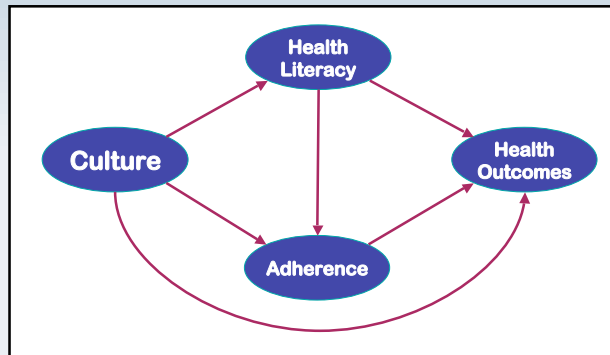 Health
Literacy
Culture
Health
Outcomes
Adherence